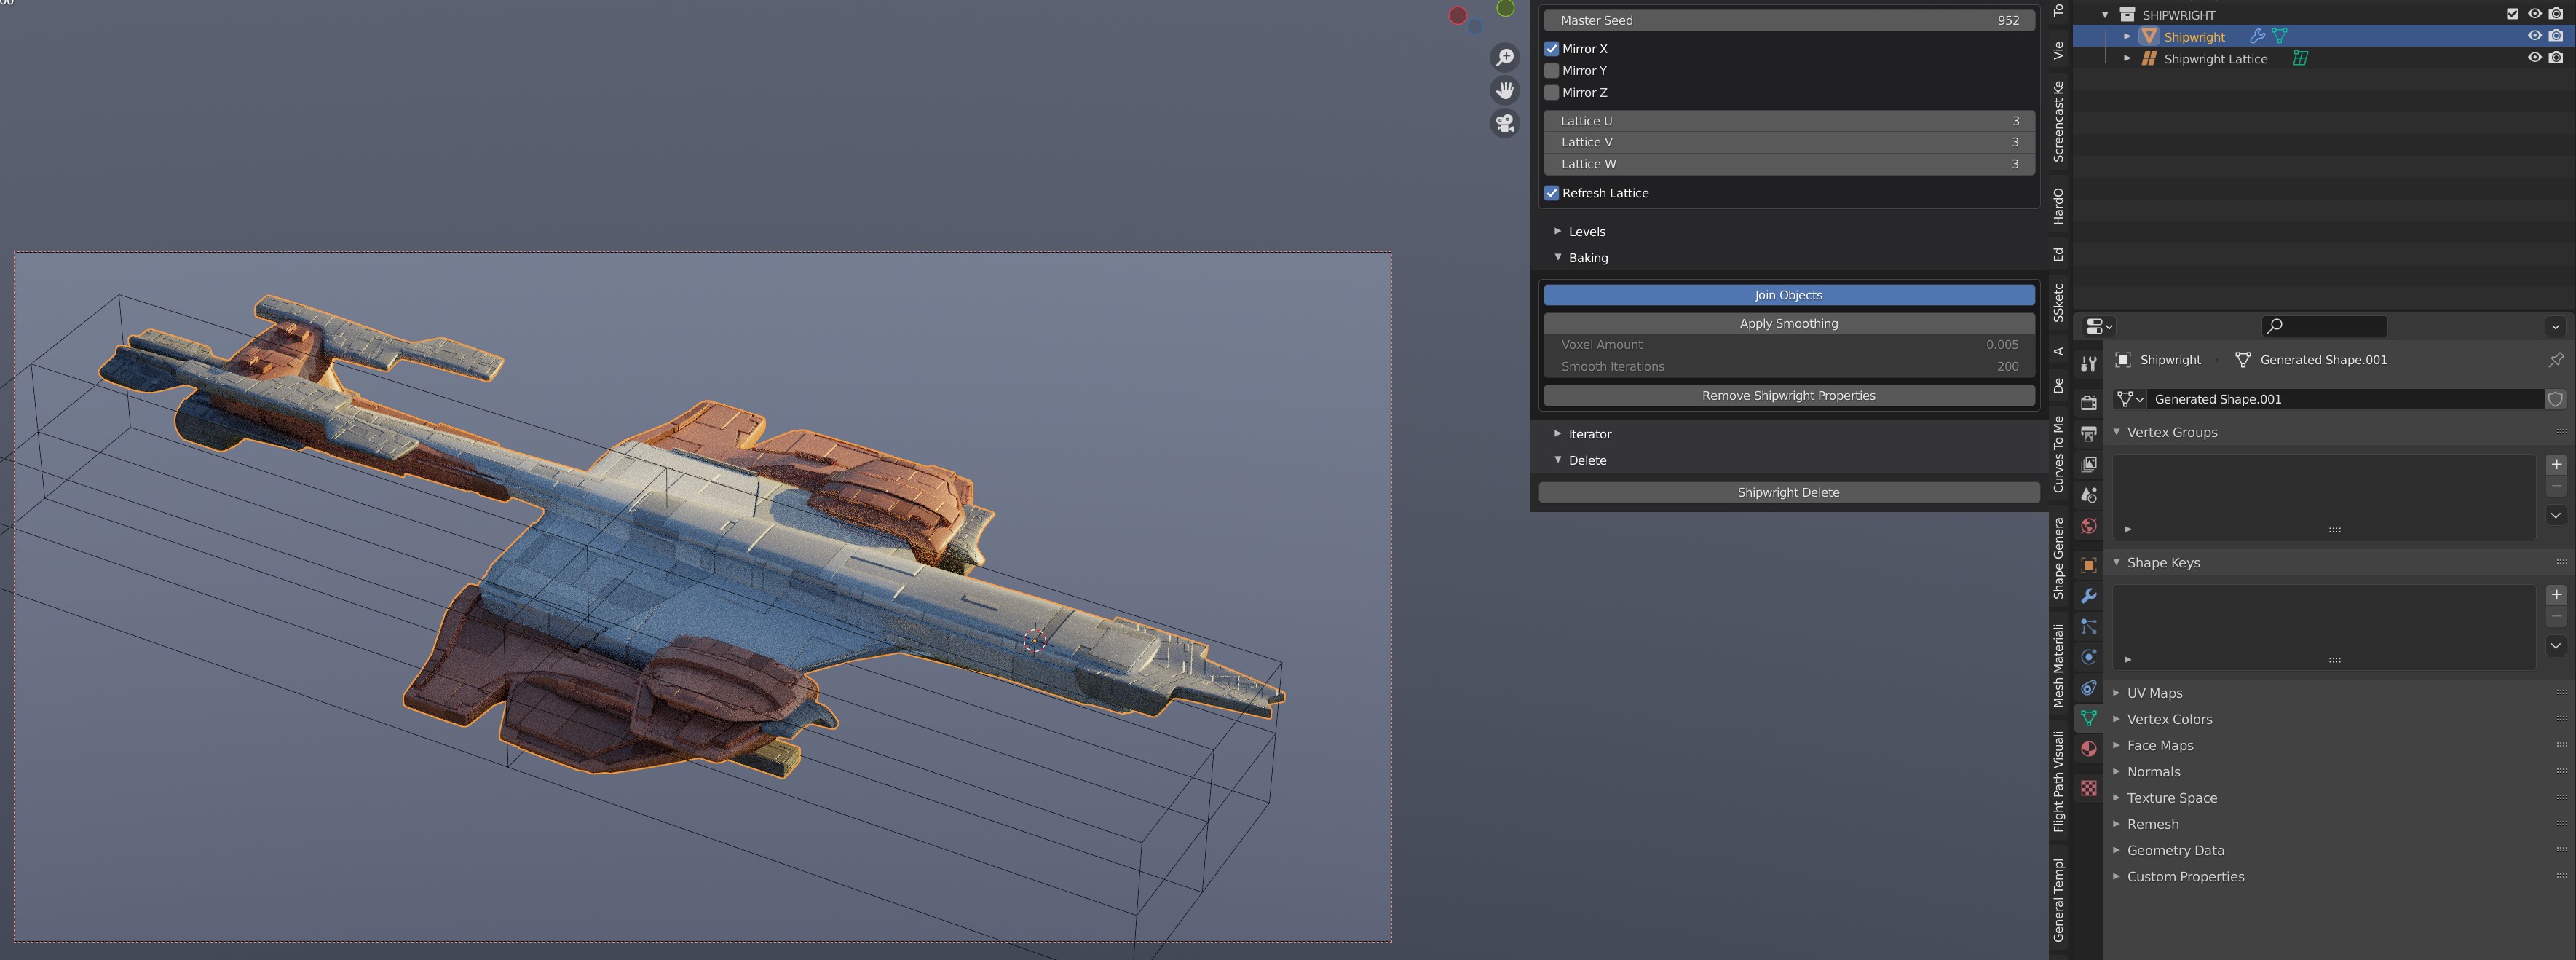 Master Seed 952
Mirror X
Mirror Y
Mirror Z
Lattice U 3
Lattice V 3
Lattice W 3
Refresh Lattice
Levels
Baking
Join Objects
Apply Smoothing
Voxel Amount 0.005
Smooth Iterations 200
Remove Shipwright Properties
Iterator
Delete
Shipwright Delete
To
Vie
Screencast Ke
HardO
Ed
SSketc
A
De
Curves To Me
Shape Genera
Mesh Materiali
Flight Path Visuali
General Templ
SHIPWRIGHT
Shipwright
Shipwright Lattice
Shipwright Generated Shape.001
Generated Shape.001
Vertex Groups
Shape Keys
UV Maps
Vertex Colors
Face Maps
Normals
Texture Space
Remesh
Geometry Data
Custom Properties